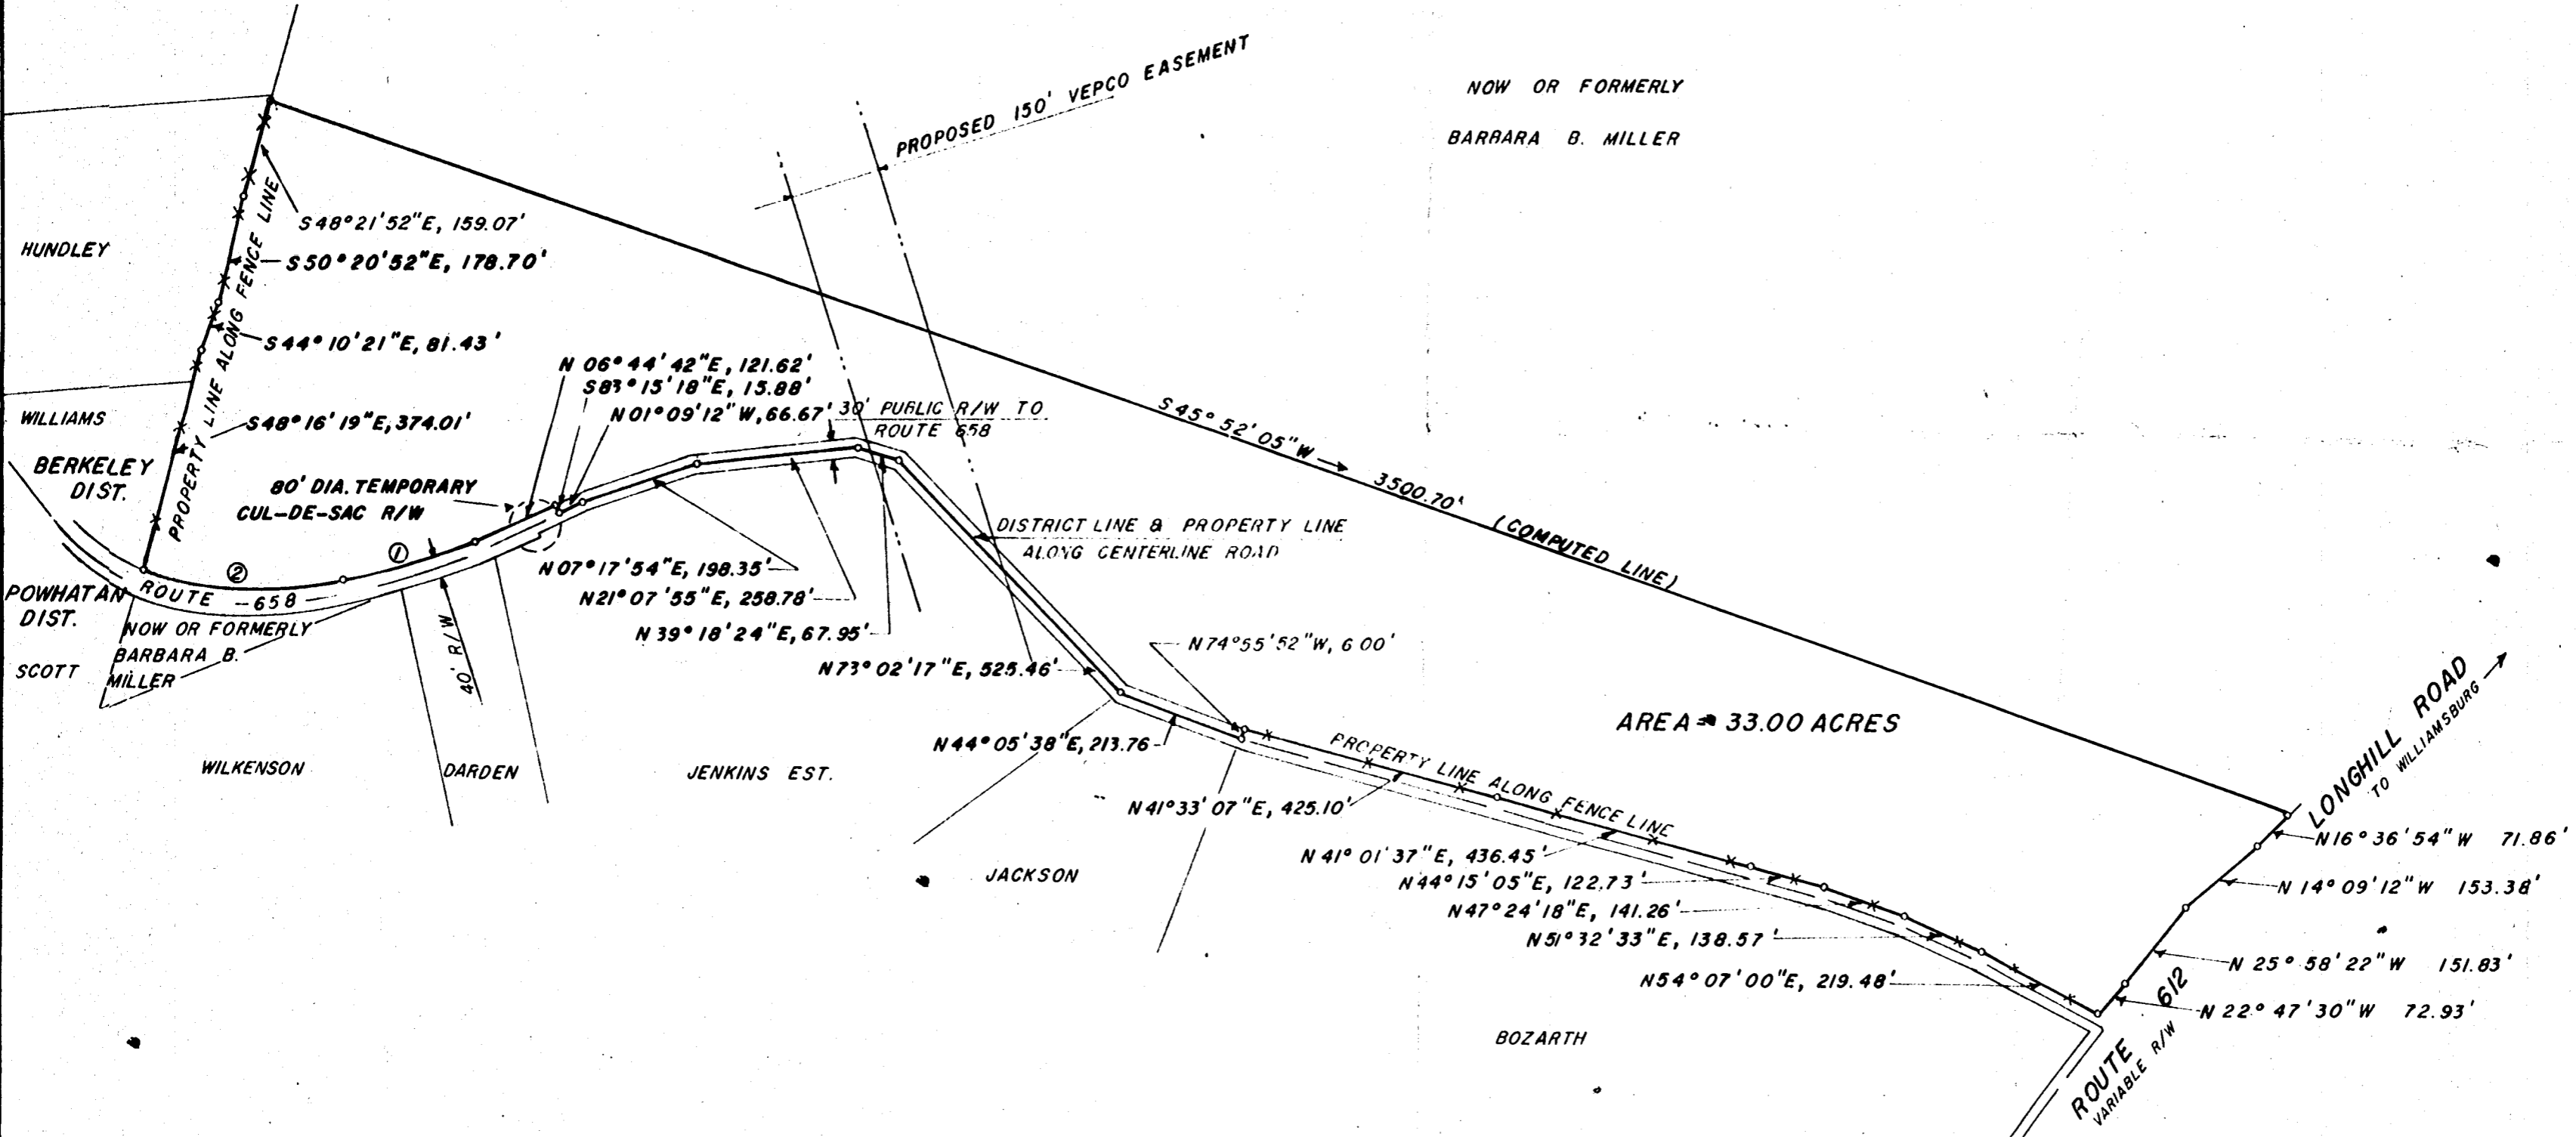 PROPOSED 150' VEPCO EASEMENT
NOW OR FORMERLY
BARBARA B. MILLER
HUNDLEY
PROPERTY LINE ALONG FENCE LINE
S48°21'52"E, 159.07'
S50°20'52"E, 178.70'
S44°10'21"E, 81.43'
WILLIAMS
S48°16'19"E, 374.01'
BERKELEY
DIST.
80' DIA. TEMPORARY
CUL-DE-SAC R/W
N 06°44'42"E, 121.62'
S83°15'18"E, 15.88'
N01°09'12"W, 66.67'
30' PUBLIC R/W TO
ROUTE 658
S45°52'05"W
3500.70'
(COMPUTED LINE)
DISTRICT LINE & PROPERTY LINE
ALONG CENTERLINE ROAD
①
②
POWHATAN
DIST.
ROUTE - 658
NOW OR FORMERLY
BARBARA B.
MILLER
SCOTT
40' R/W
N07°17'54"E, 198.35'
N21°07'55"E, 258.78'
N39°18'24"E, 67.95'
N73°02'17"E, 525.46'
N74°55'52"W, 6.00'
N44°05'38"E, 213.76
WILKENSON
DARDEN
JENKINS EST.
AREA = 33.00 ACRES
PROPERTY LINE ALONG FENCE LINE
N41°33'07"E, 425.10'
JACKSON
N41°01'37"E, 436.45'
N44°15'05"E, 122.73'
N47°24'18"E, 141.26'
N51°32'33"E, 138.57'
N54°07'00"E, 219.48'
BOZARTH
LONGHILL ROAD
TO WILLIAMSBURG
N16°36'54"W 71.86'
N 14°09'12"W 153.38'
N 25°58'22"W 151.83'
N 22°47'30"W 72.93'
ROUTE 612
VARIABLE R/W